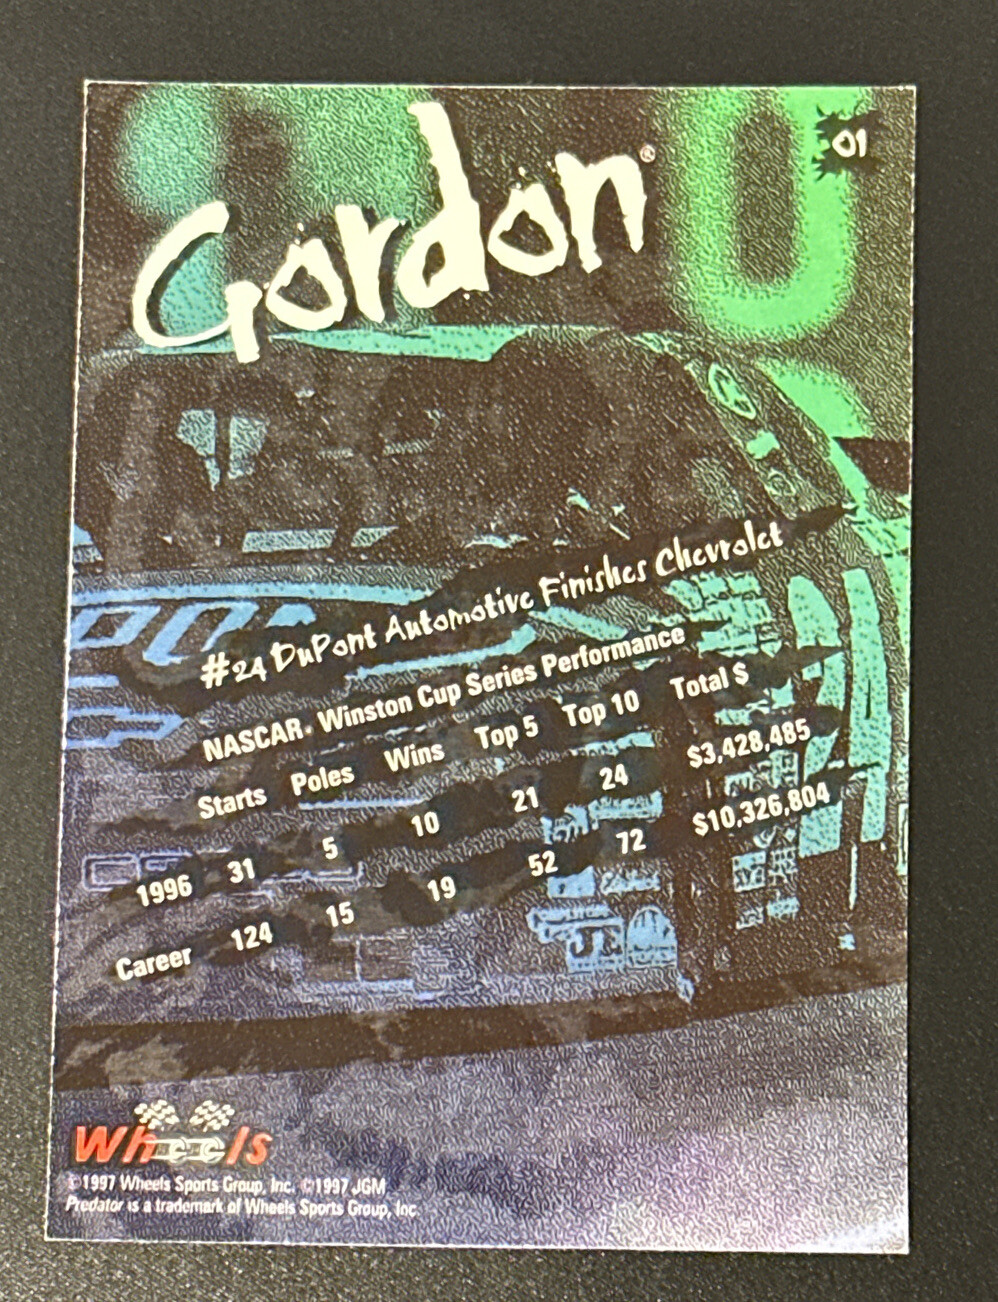 01
Gordon®
#24 DuPont Automotive Finishes Chevrolet
NASCAR® Winston Cup Series Performance
Starts Poles Wins Top 5 Top 10 Total $
1996 31 5 10 21 24 $3,428,485
Career 124 15 19 52 72 $10,326,804
Wheels
©1997 Wheels Sports Group, Inc. ©1997 JGM
Predator is a trademark of Wheels Sports Group, Inc